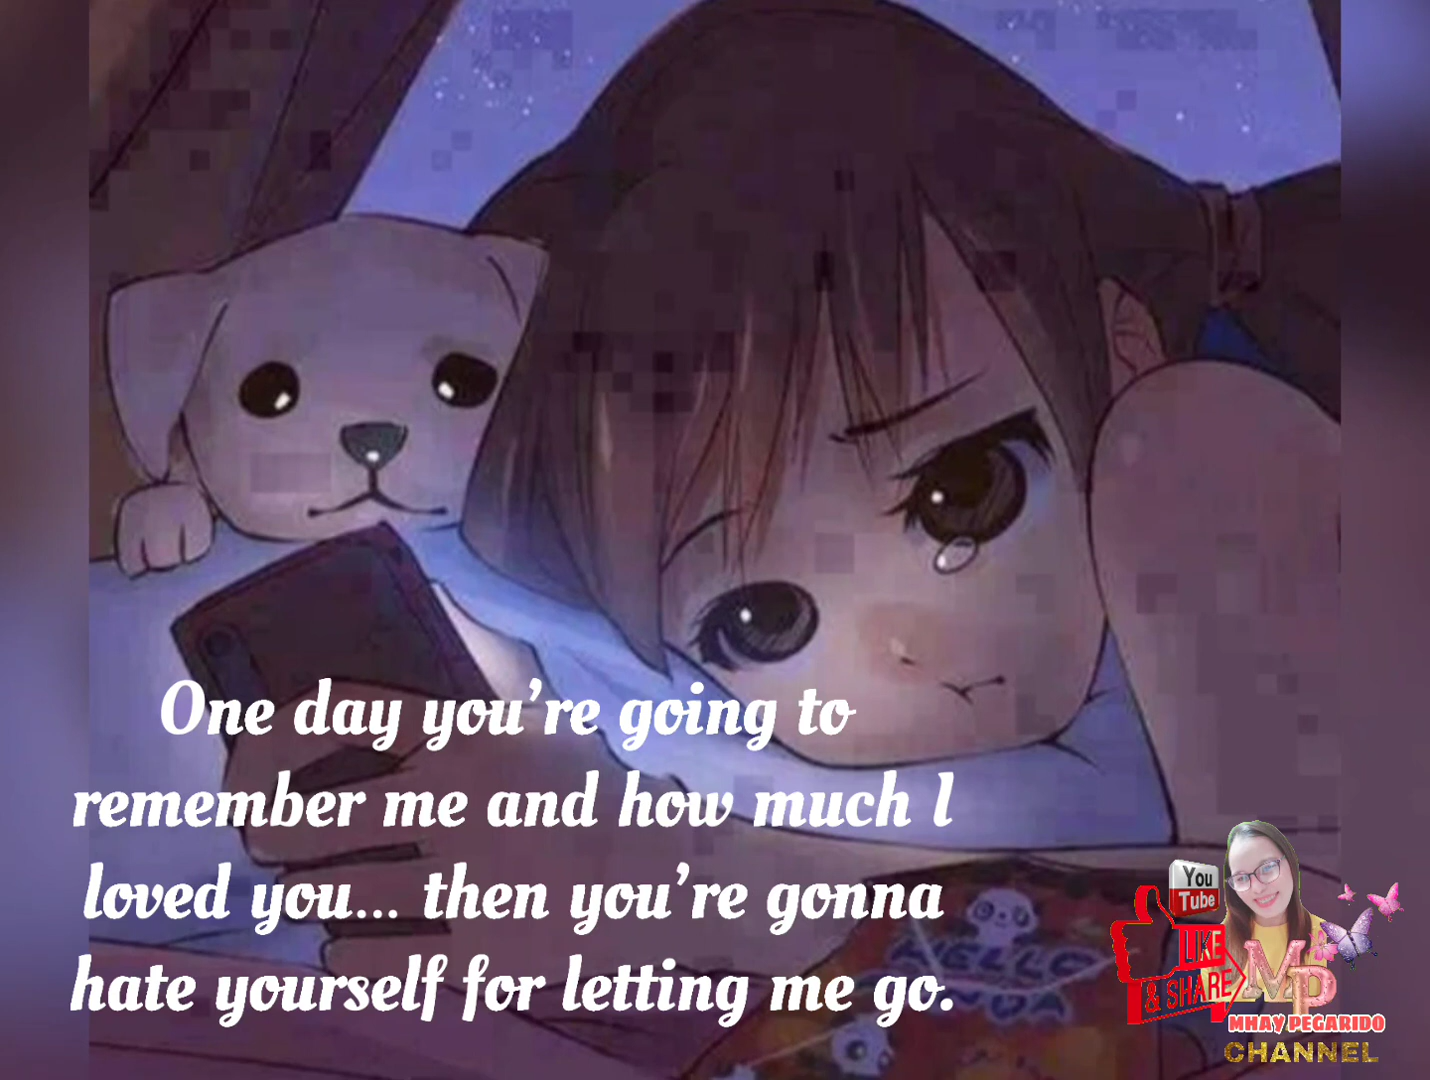 One day you're going to
remember me and how much I
loved you... then you're gonna
hate yourself for letting me go.
HELLO
You
Tube
LIKE
& SHARE
MP
MHAY PEGARIDO
CHANNEL